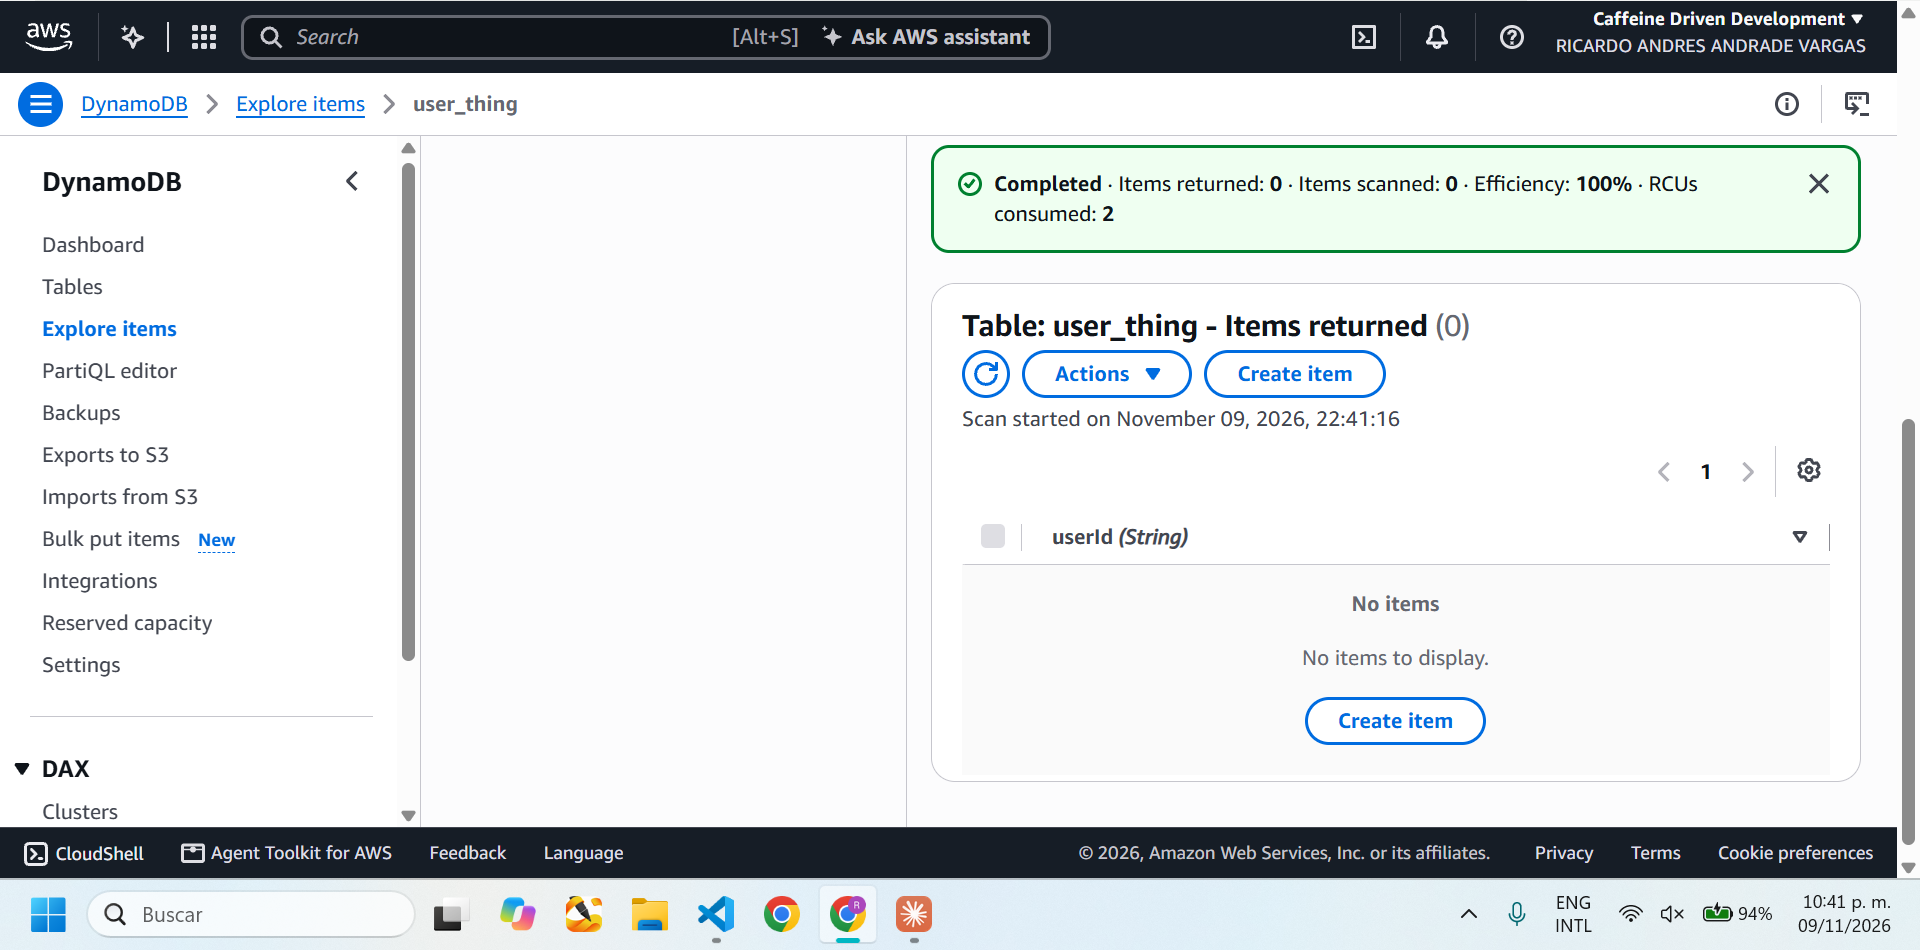 aws
Search [Alt+S] Ask AWS assistant
Caffeine Driven Development
RICARDO ANDRES ANDRADE VARGAS
DynamoDB Explore items user_thing
DynamoDB
Dashboard
Tables
Explore items
PartiQL editor
Backups
Exports to S3
Imports from S3
Bulk put items New
Integrations
Reserved capacity
Settings
DAX
Clusters
Completed · Items returned: 0 · Items scanned: 0 · Efficiency: 100% · RCUs
consumed: 2
Table: user_thing - Items returned (0)
Actions Create item
Scan started on November 09, 2026, 22:41:16
1
userId (String)
No items
No items to display.
Create item
CloudShell Agent Toolkit for AWS Feedback Language © 2026, Amazon Web Services, Inc. or its affiliates. Privacy Terms Cookie preferences
Buscar
R
ENG
INTL
94%
10:41 p. m.
09/11/2026